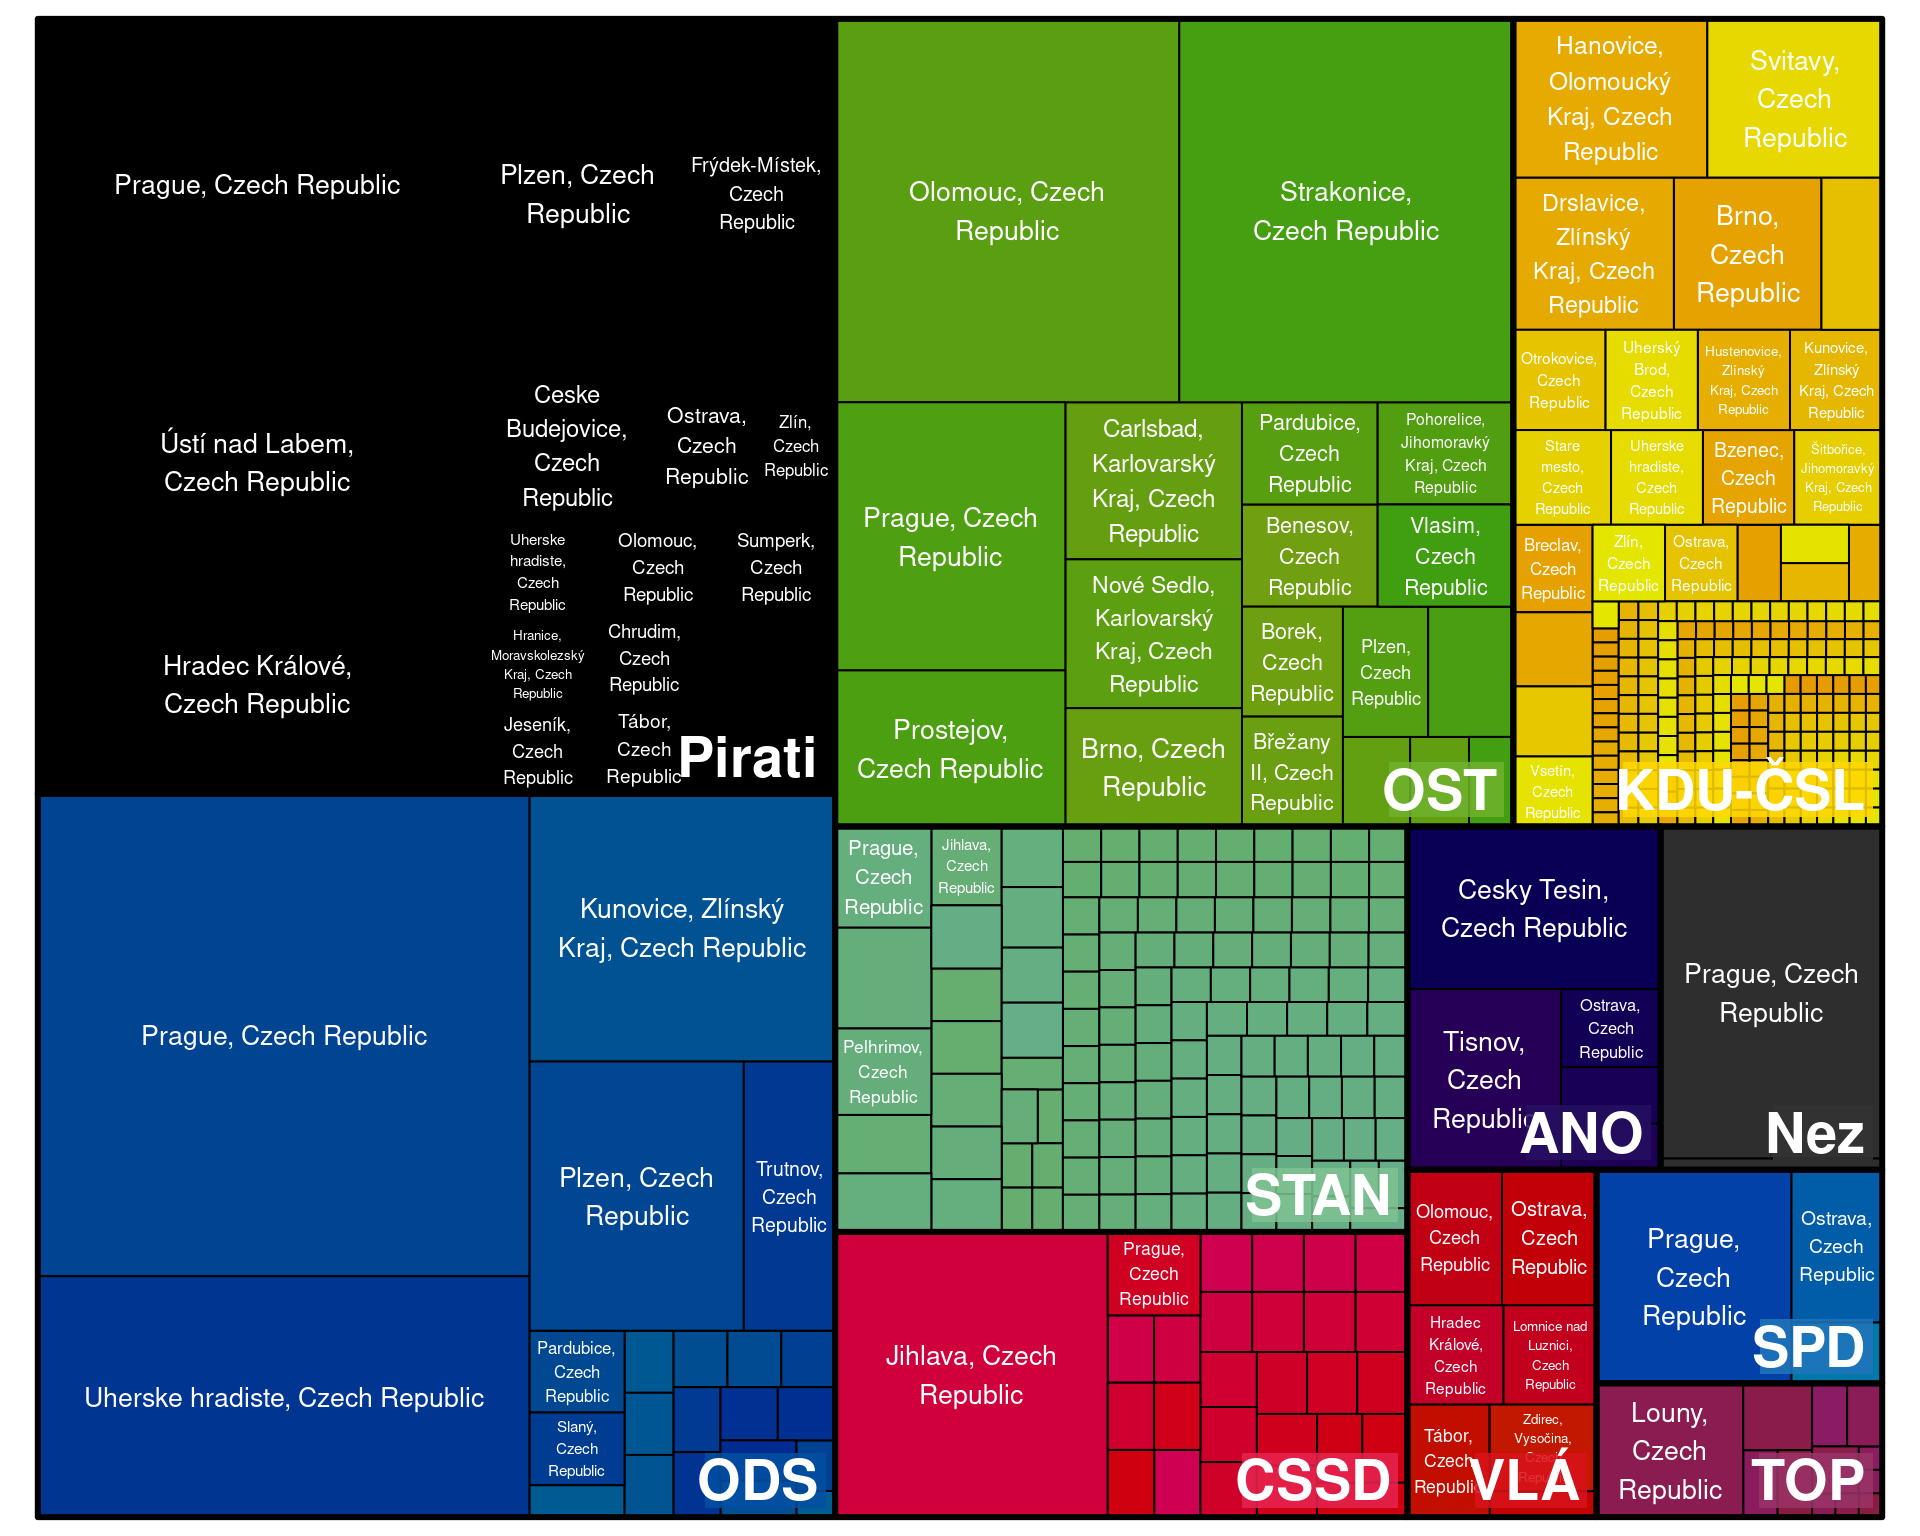 Prague, Czech Republic
Plzen, Czech
Republic
Frýdek-Místek,
Czech
Republic
Ústí nad Labem,
Czech Republic
Ceske
Budejovice,
Czech
Republic
Ostrava,
Czech
Republic
Zlín,
Czech
Republic
Hradec Králové,
Czech Republic
Uherske
hradiste,
Czech
Republic
Olomouc,
Czech
Republic
Sumperk,
Czech
Republic
Hranice,
Moravskolezský
Kraj, Czech
Republic
Chrudim,
Czech
Republic
Jeseník,
Czech
Republic
Tábor,
Czech
Republic
Pirati
Olomouc, Czech
Republic
Strakonice,
Czech Republic
Prague, Czech
Republic
Prostejov,
Czech Republic
Carlsbad,
Karlovarský
Kraj, Czech
Republic
Nové Sedlo,
Karlovarský
Kraj, Czech
Republic
Brno, Czech
Republic
Pardubice,
Czech
Republic
Pohorelice,
Jihomoravký
Kraj, Czech
Republic
Benesov,
Czech
Republic
Vlasim,
Czech
Republic
Borek,
Czech
Republic
Plzen,
Czech
Republic
Břežany
II, Czech
Republic
OST
Hanovice,
Olomoucký
Kraj, Czech
Republic
Svitavy,
Czech
Republic
Drslavice,
Zlínský
Kraj, Czech
Republic
Brno,
Czech
Republic
Otrokovice,
Czech
Republic
Uherský
Brod,
Czech
Republic
Hustenovice,
Zlínský
Kraj, Czech
Republic
Kunovice,
Zlínský
Kraj, Czech
Republic
Stare
mesto,
Czech
Republic
Uherske
hradiste,
Czech
Republic
Bzenec,
Czech
Republic
Šitbořice,
Jihomoravký
Kraj, Czech
Republic
Breclav,
Czech
Republic
Zlín,
Czech
Republic
Ostrava,
Czech
Republic
Vsetín,
Czech
Republic
KDU-ČSL
Prague, Czech Republic
Uherske hradiste, Czech Republic
Kunovice, Zlínský
Kraj, Czech Republic
Plzen, Czech
Republic
Trutnov,
Czech
Republic
Pardubice,
Czech
Republic
Slaný,
Czech
Republic
ODS
Prague,
Czech
Republic
Jihlava,
Czech
Republic
Pelhrimov,
Czech
Republic
STAN
Jihlava, Czech
Republic
Prague,
Czech
Republic
CSSD
Cesky Tesin,
Czech Republic
Tisnov,
Czech
Republic
Ostrava,
Czech
Republic
ANO
Prague, Czech
Republic
Nez
Olomouc,
Czech
Republic
Ostrava,
Czech
Republic
Hradec
Králové,
Czech
Republic
Lomnice nad
Luznici,
Czech
Republic
Tábor,
Czech
Republic
Zdirec,
Vysočina,
Czech
Republic
VLÁ
Prague,
Czech
Republic
Ostrava,
Czech
Republic
SPD
Louny,
Czech
Republic
TOP